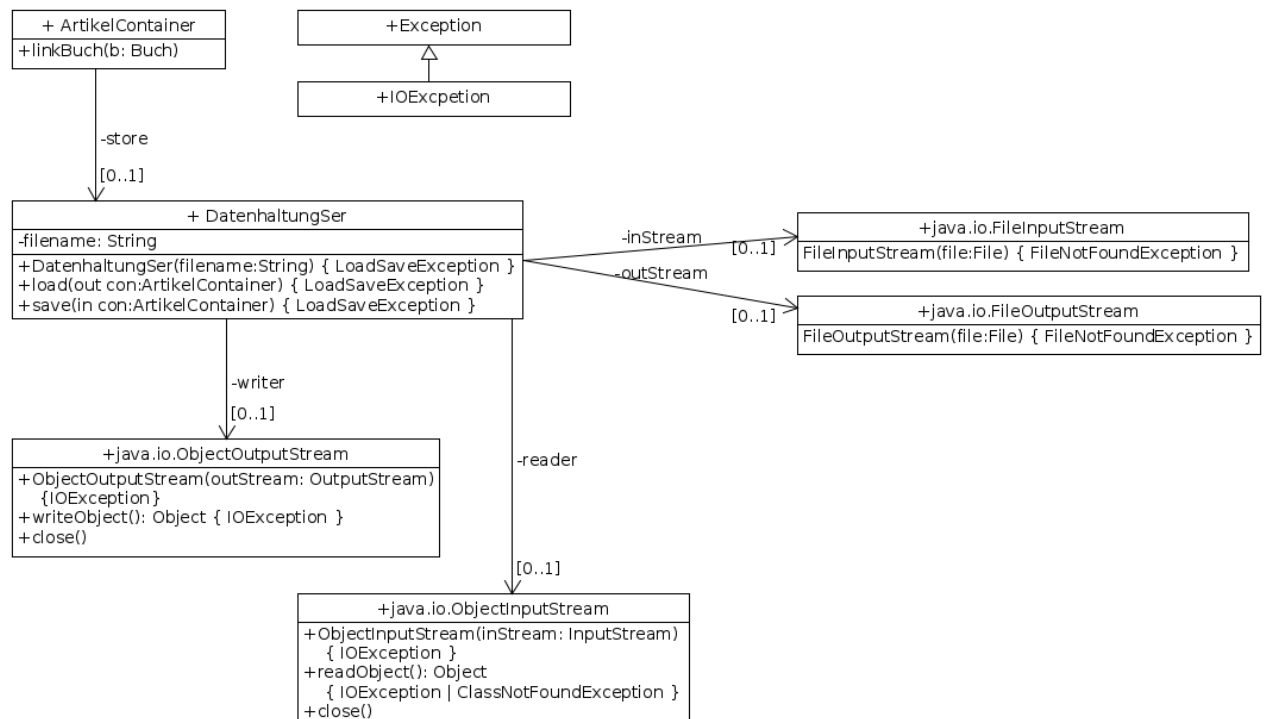 + ArtikelContainer
+linkBuch(b: Buch)
+Exception
+IOExcpetion
-store
[0..1]
+ DatenhaltungSer
-filename: String
+DatenhaltungSer(filename:String) { LoadSaveException }
+load(out con:ArtikelContainer) { LoadSaveException }
+save(in con:ArtikelContainer) { LoadSaveException }
-inStream
[0..1]
+java.io.FileInputStream
FileInputStream(file:File) { FileNotFoundException }
-outStream
[0..1]
+java.io.FileOutputStream
FileOutputStream(file:File) { FileNotFoundException }
-writer
[0..1]
+java.io.ObjectOutputStream
+ObjectOutputStream(outStream: OutputStream)
{IOException}
+writeObject(): Object { IOException }
+close()
-reader
[0..1]
+java.io.ObjectInputStream
+ObjectInputStream(inStream: InputStream)
{ IOException }
+readObject(): Object
{ IOException | ClassNotFoundException }
+close()